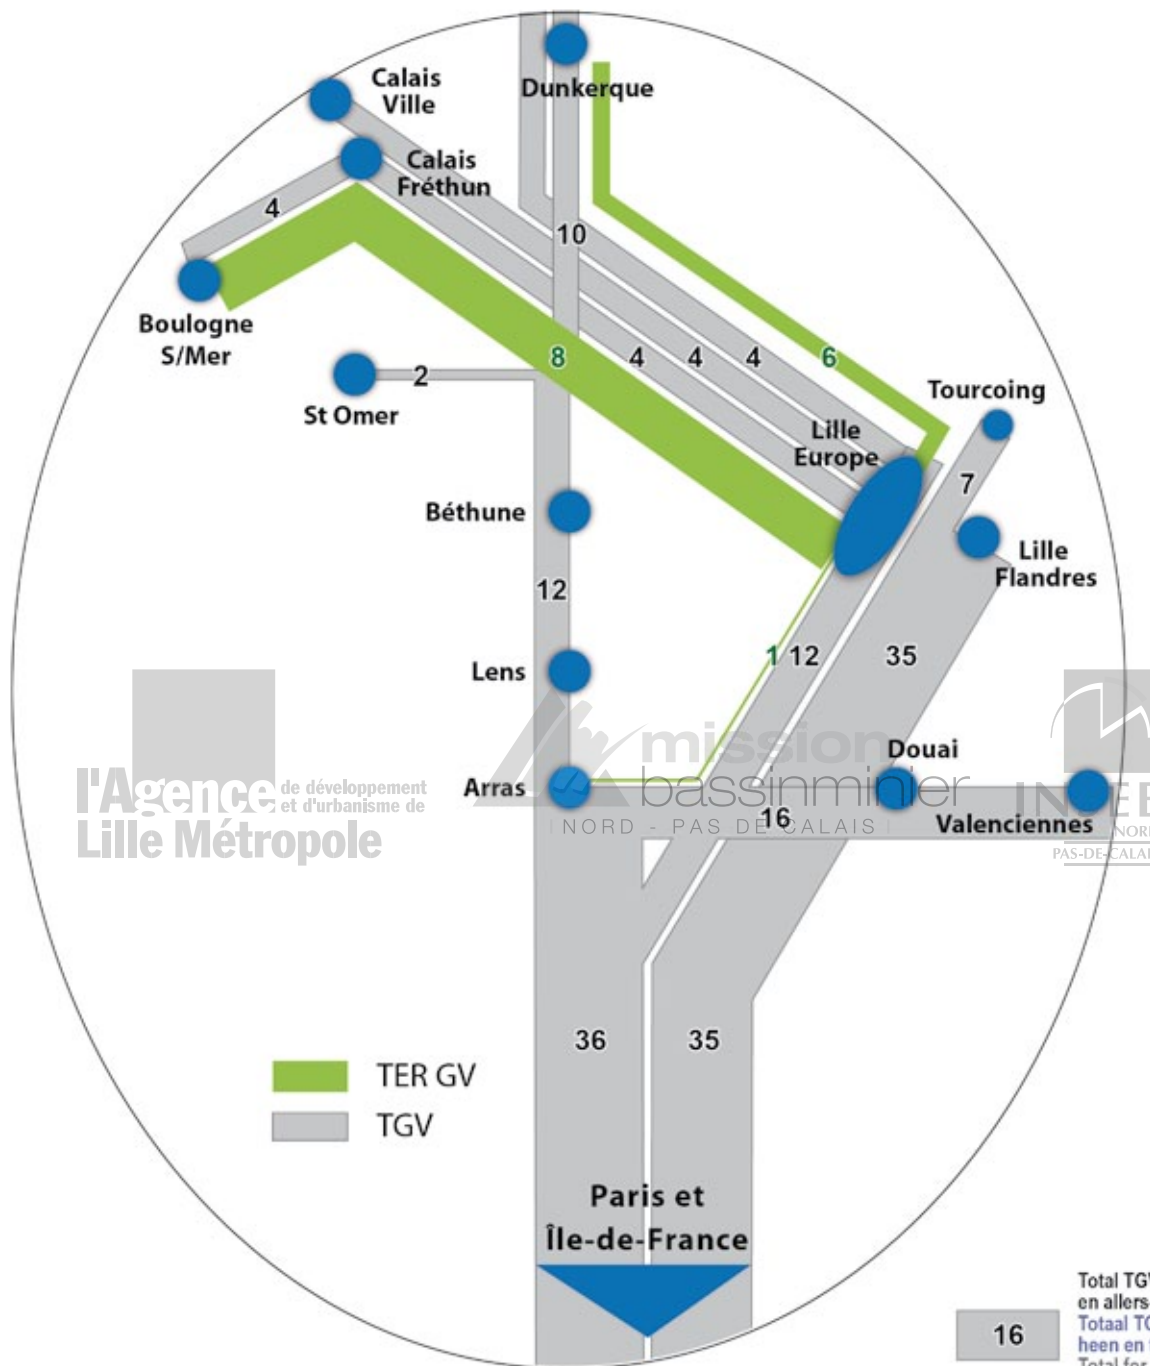 Dunkerque
Calais
Ville
Calais
Fréthun
4
10
Boulogne
S/Mer
8
4
4
4
6
2
St Omer
Tourcoing
Lille
Europe
7
Béthune
Lille
Flandres
12
1
12
35
Lens
mission
bassinminier
NORD - PAS DE CALAIS
Arras
Douai
16
Valenciennes
l'Agence de développement
et d'urbanisme de
Lille Métropole
PAS-DE-CALAI
36
35
TER GV
TGV
Paris et
Île-de-France
16
Total TGV
en allers
Totaal TG
heen en
Total for